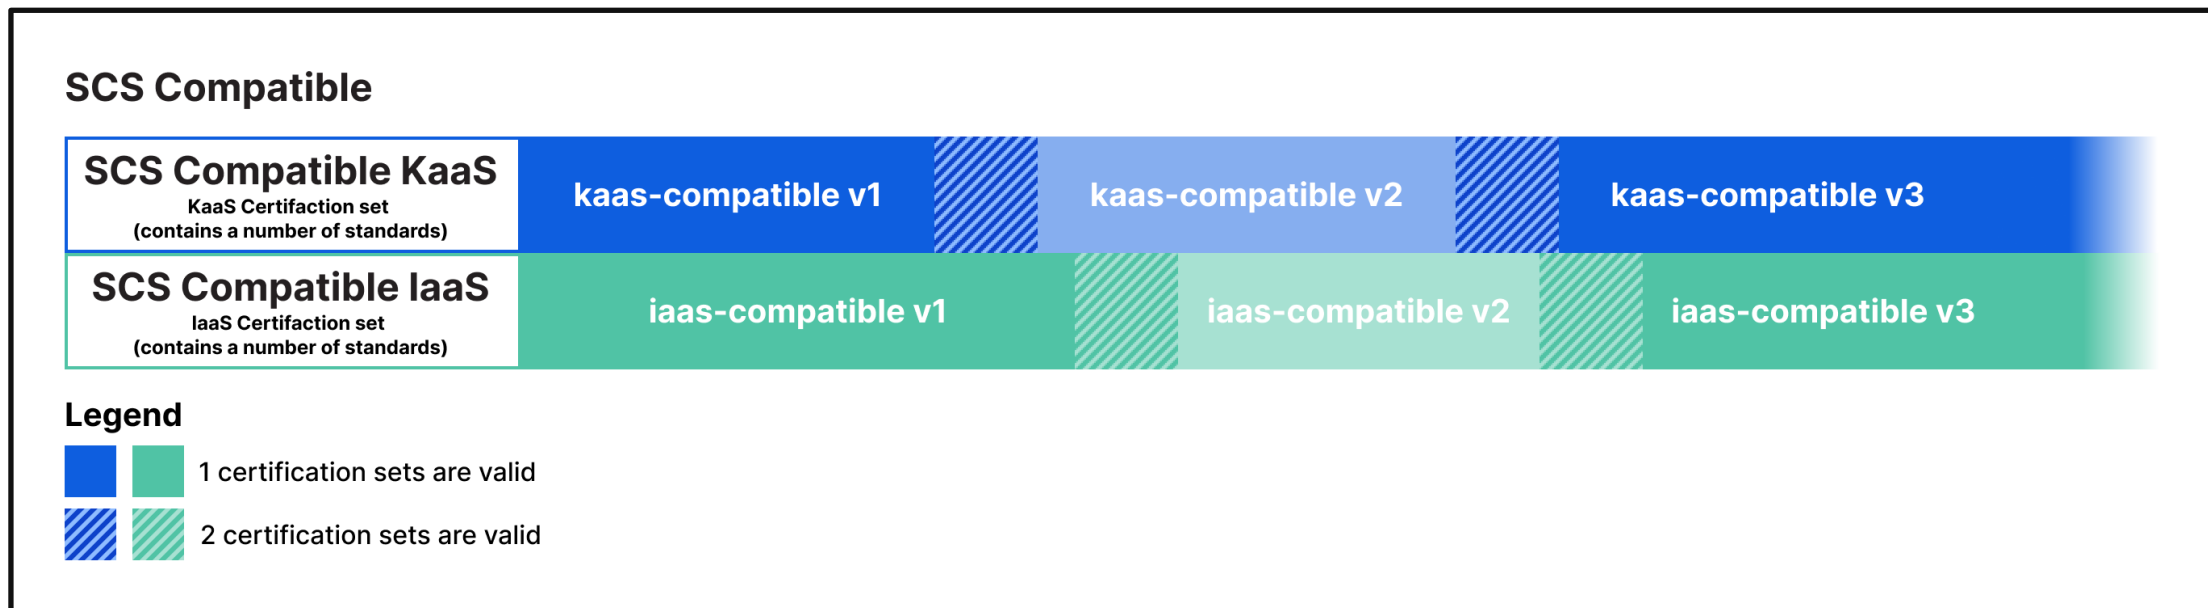 SCS Compatible
SCS Compatible KaaS
KaaS Certifaction set
(contains a number of standards)
kaas-compatible v1
kaas-compatible v2
kaas-compatible v3
SCS Compatible IaaS
IaaS Certifaction set
(contains a number of standards)
iaas-compatible v1
iaas-compatible v2
iaas-compatible v3
Legend
1 certification sets are valid
2 certification sets are valid